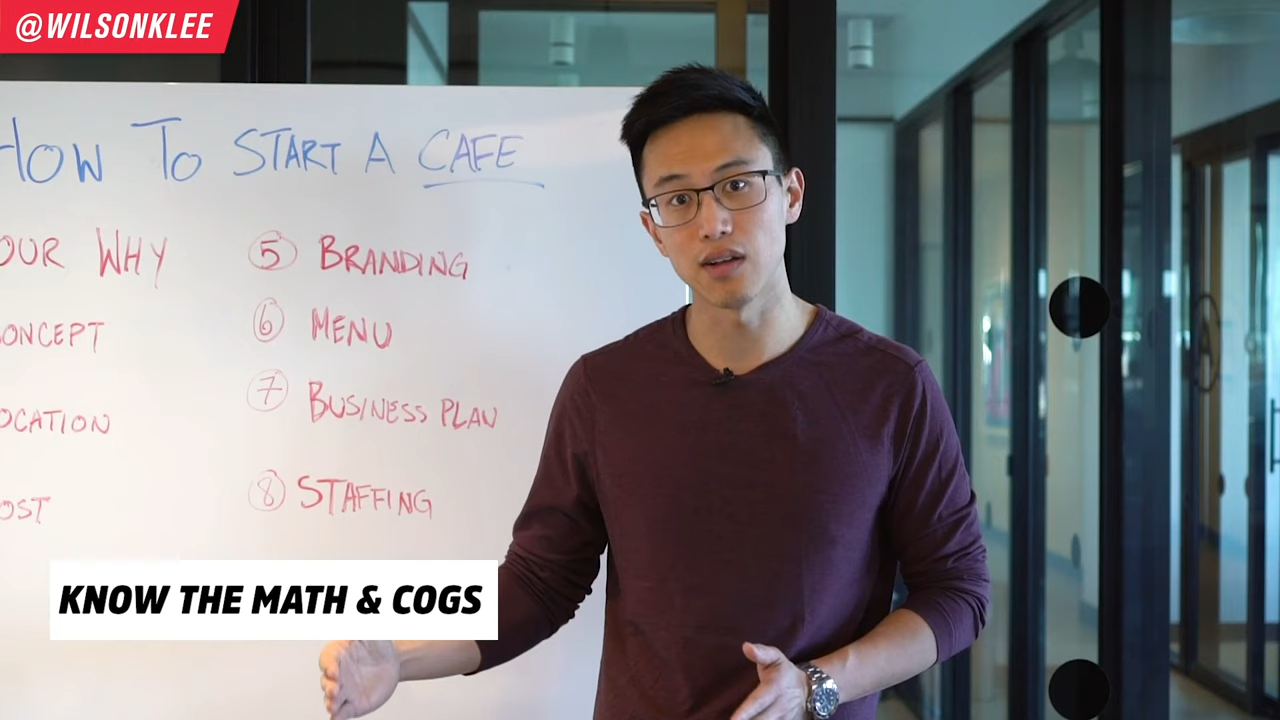 @WILSONKLEE
HOW TO START A CAFE
OUR WHY
ONCEPT
OCATION
OST
5 BRANDING
6 MENU
7 BUSINESS PLAN
8 STAFFING
KNOW THE MATH & COGS